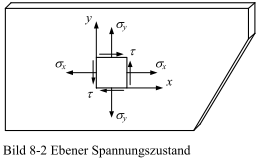 y
σy
τ
σx
σx
x
τ
σy
Bild 8-2 Ebener Spannungszustand